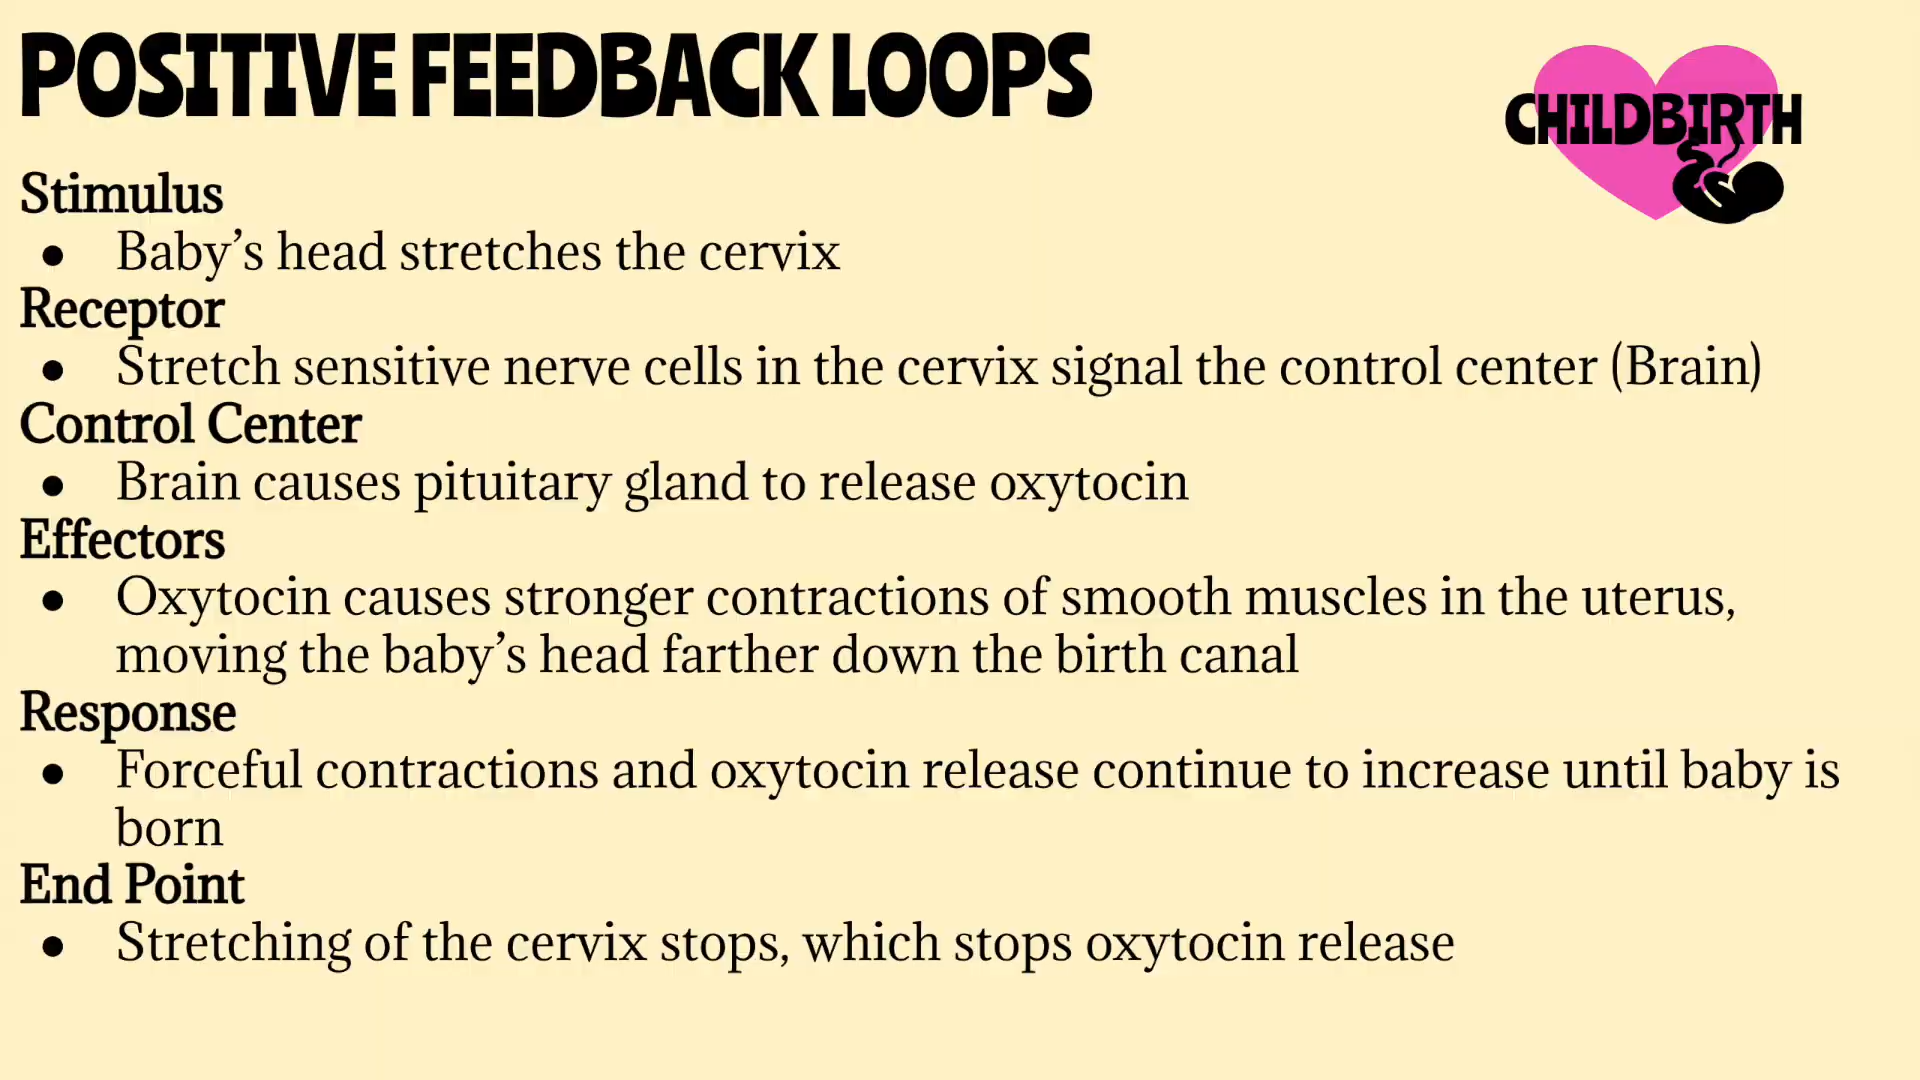 POSITIVE FEEDBACK LOOPS
CHILDBIRTH
Stimulus
● Baby’s head stretches the cervix
Receptor
● Stretch sensitive nerve cells in the cervix signal the control center (Brain)
Control Center
● Brain causes pituitary gland to release oxytocin
Effectors
● Oxytocin causes stronger contractions of smooth muscles in the uterus,
moving the baby’s head farther down the birth canal
Response
● Forceful contractions and oxytocin release continue to increase until baby is
born
End Point
● Stretching of the cervix stops, which stops oxytocin release